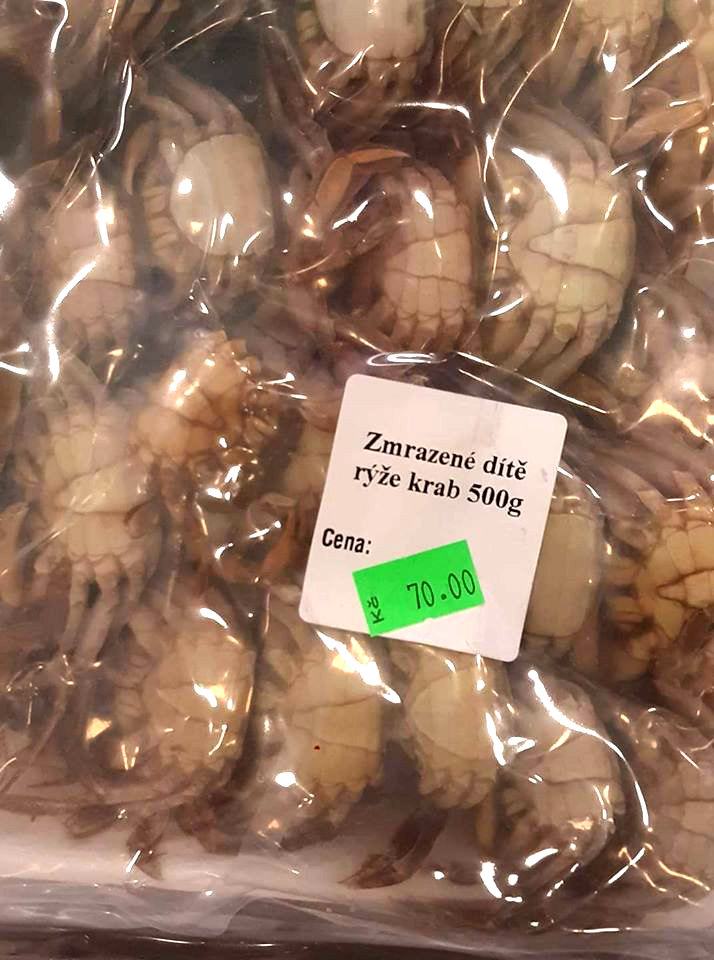 Zmrazené dítě
rýže krab 500g
Cena:
Kč 70.00